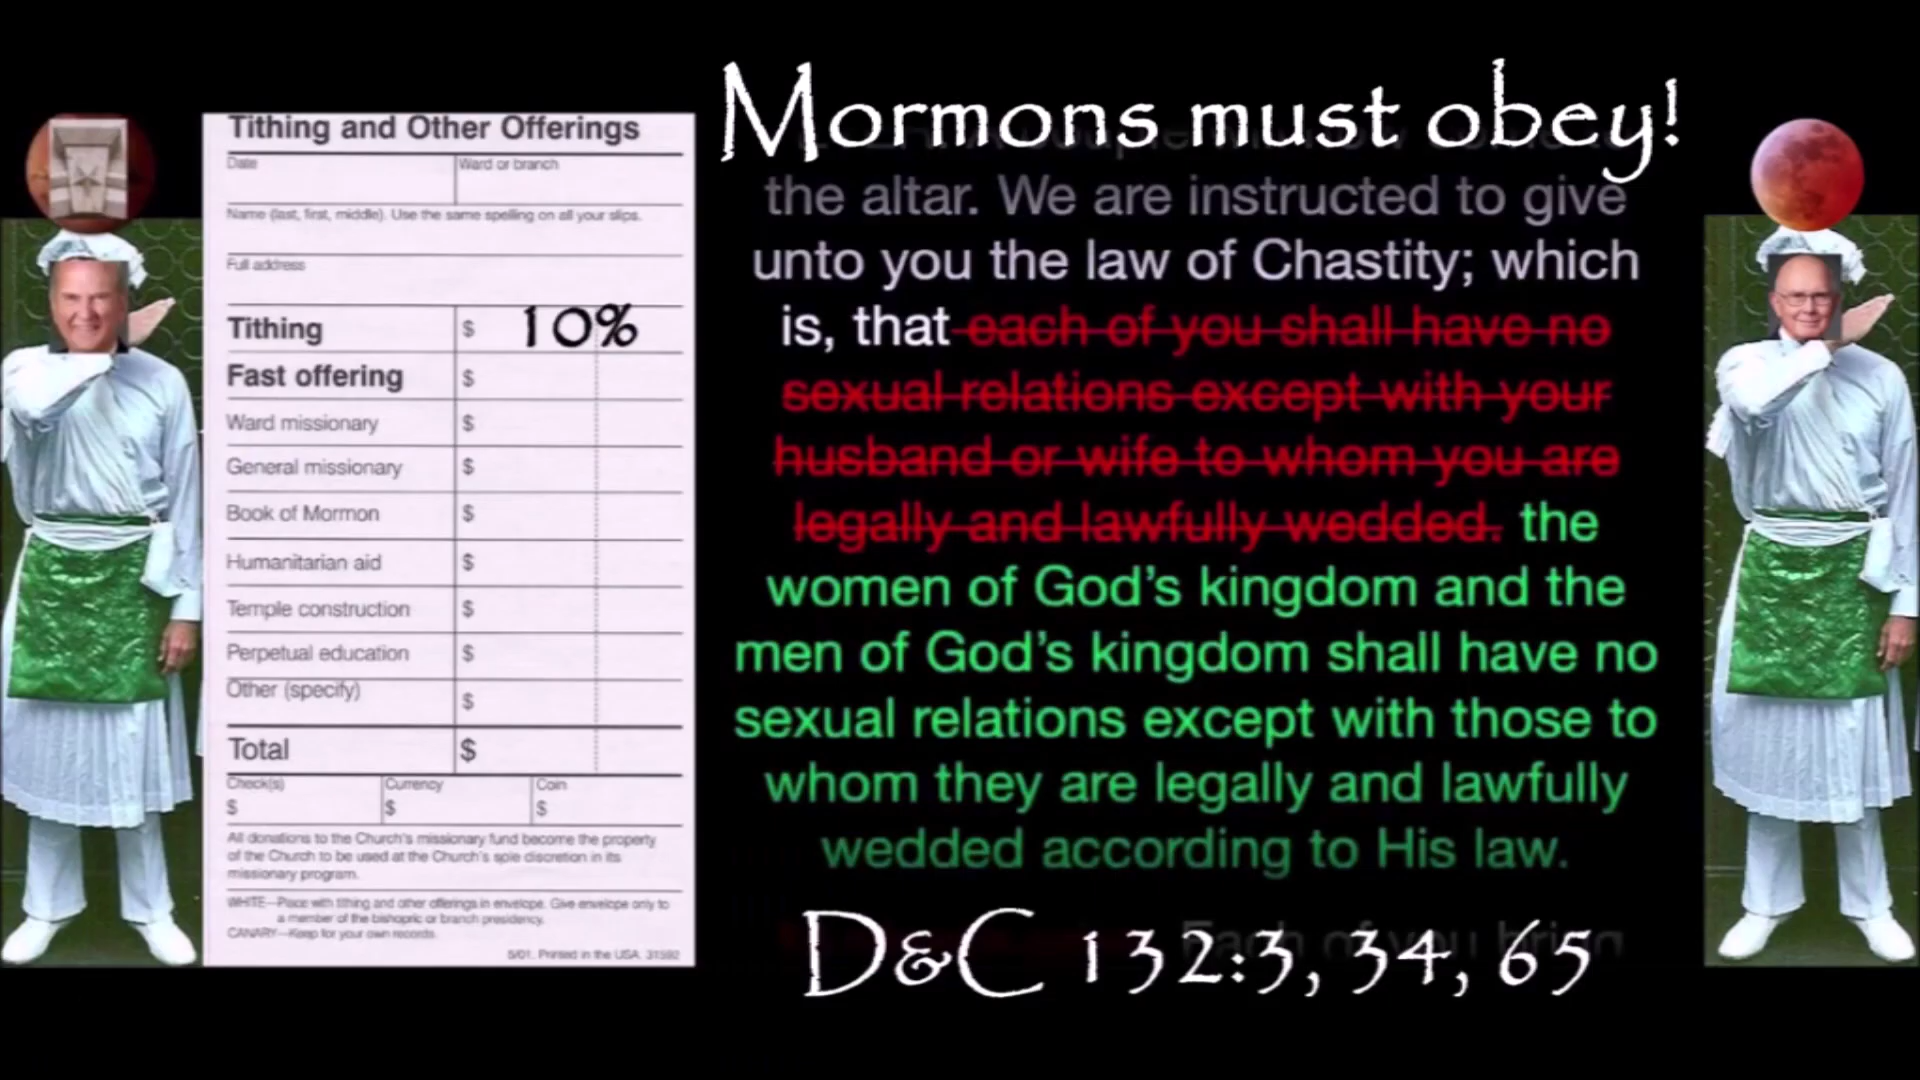 Mormons must obey!
Tithing and Other Offerings
Date
Ward or branch
Name (last, first, middle). Use the same spelling on all your slips.
Full address
Tithing $ 10%
Fast offering $
Ward missionary $
General missionary $
Book of Mormon $
Humanitarian aid $
Temple construction $
Perpetual education $
Other (specify) $
Total $
Check(s) Currency Coin
$ $ $
All donations to the Church's missionary fund become the property
of the Church to be used at the Church's sole discretion in its
missionary program.
WHITE—Place with tithing and other offerings in envelope. Give envelope only to
a member of the bishopric or branch presidency.
CANARY—Keep for your own records.
5/01. Printed in the USA. 31592
the altar. We are instructed to give
unto you the law of Chastity; which
is, that each of you shall have no
sexual relations except with your
husband or wife to whom you are
legally and lawfully wedded. the
women of God's kingdom and the
men of God's kingdom shall have no
sexual relations except with those to
whom they are legally and lawfully
wedded according to His law.
Each of you bring
D&C 132:3, 34, 65